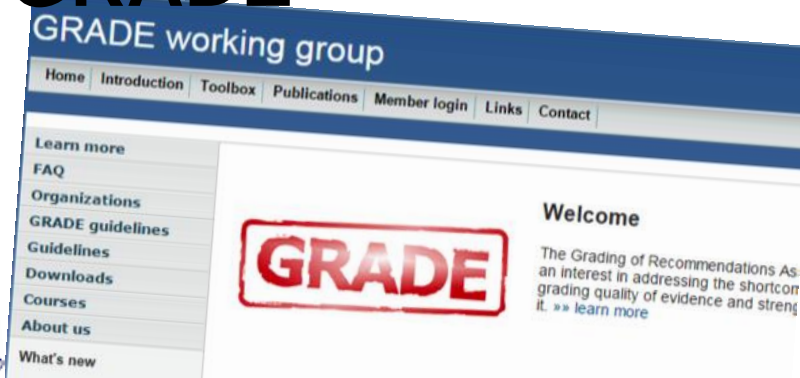 GRADE
GRADE working group
Home Introduction Toolbox Publications Member login Links Contact
Learn more
FAQ
Organizations
GRADE guidelines
Guidelines
Downloads
Courses
About us
What's new
GRADE
Welcome
The Grading of Recommendations As
an interest in addressing the shortcom
grading quality of evidence and streng
it. »» learn more